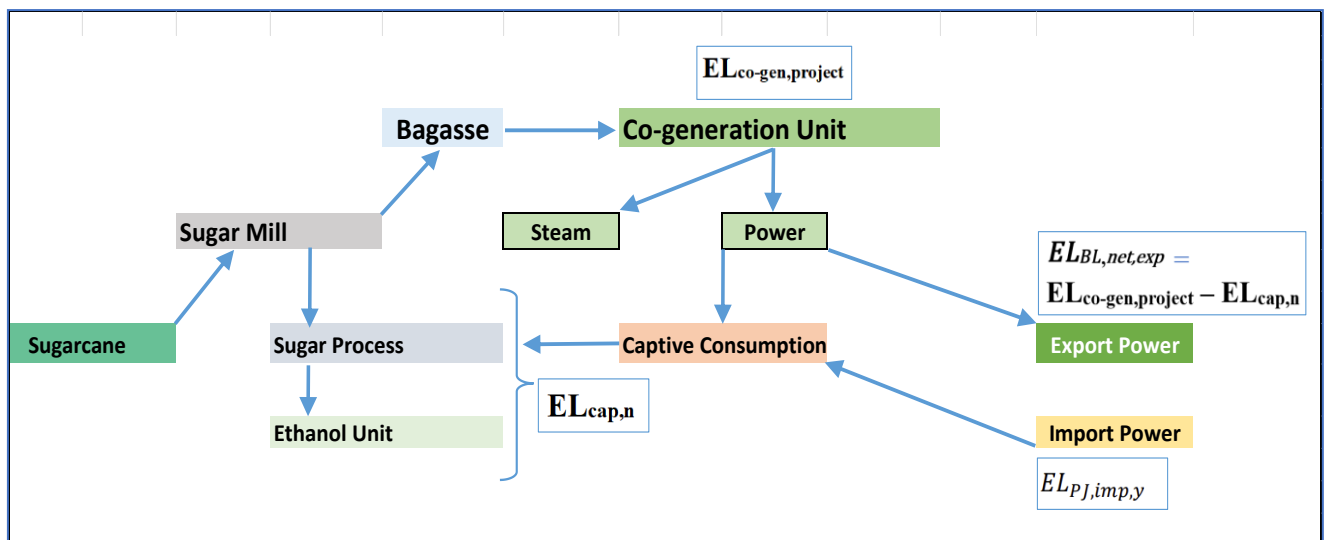 ELco-gen,project
Bagasse
Co-generation Unit
Sugar Mill
Steam
Power
ELBL,net,exp =
ELco-gen,project – ELcap,n
Sugarcane
Sugar Process
Captive Consumption
Export Power
ELcap,n
Ethanol Unit
Import Power
ELPJ,imp,y